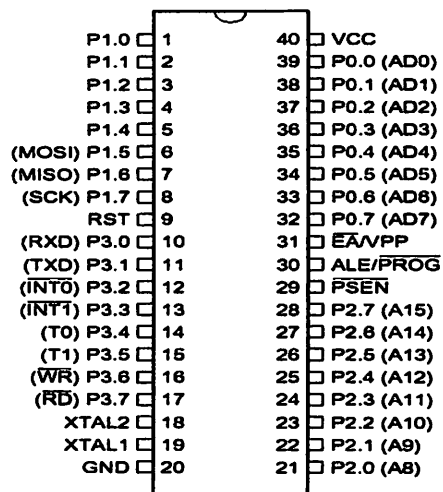 P1.0 1 40 VCC
P1.1 2 39 P0.0 (AD0)
P1.2 3 38 P0.1 (AD1)
P1.3 4 37 P0.2 (AD2)
P1.4 5 36 P0.3 (AD3)
(MOSI) P1.5 6 35 P0.4 (AD4)
(MISO) P1.6 7 34 P0.5 (AD5)
(SCK) P1.7 8 33 P0.6 (AD6)
RST 9 32 P0.7 (AD7)
(RXD) P3.0 10 31 E̅A̅/VPP
(TXD) P3.1 11 30 ALE/P̅R̅O̅G̅
(I̅N̅T̅0̅) P3.2 12 29 P̅S̅E̅N̅
(I̅N̅T̅1̅) P3.3 13 28 P2.7 (A15)
(T0) P3.4 14 27 P2.6 (A14)
(T1) P3.5 15 26 P2.5 (A13)
(W̅R̅) P3.6 16 25 P2.4 (A12)
(R̅D̅) P3.7 17 24 P2.3 (A11)
XTAL2 18 23 P2.2 (A10)
XTAL1 19 22 P2.1 (A9)
GND 20 21 P2.0 (A8)